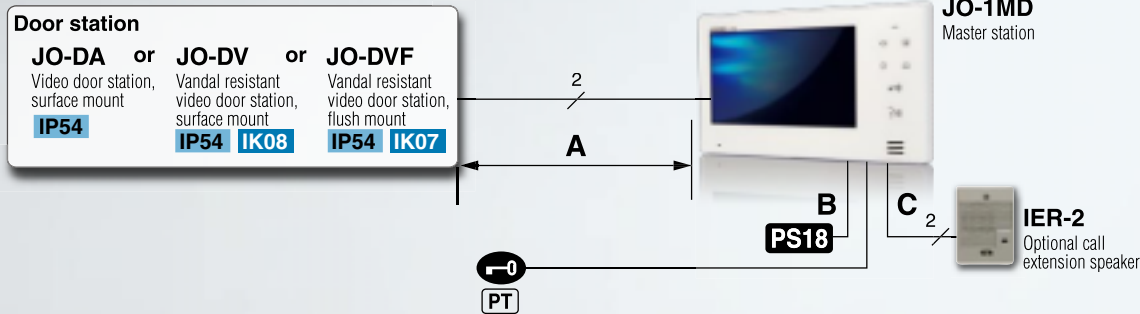 Door station
JO-DA or JO-DV or JO-DVF
Video door station,
surface mount
IP54
Vandal resistant
video door station,
surface mount
IP54 IK08
Vandal resistant
video door station,
flush mount
IP54 IK07
2
A
JO-1MD
Master station
B
PS18
C
2
IER-2
Optional call
extension speaker
PT